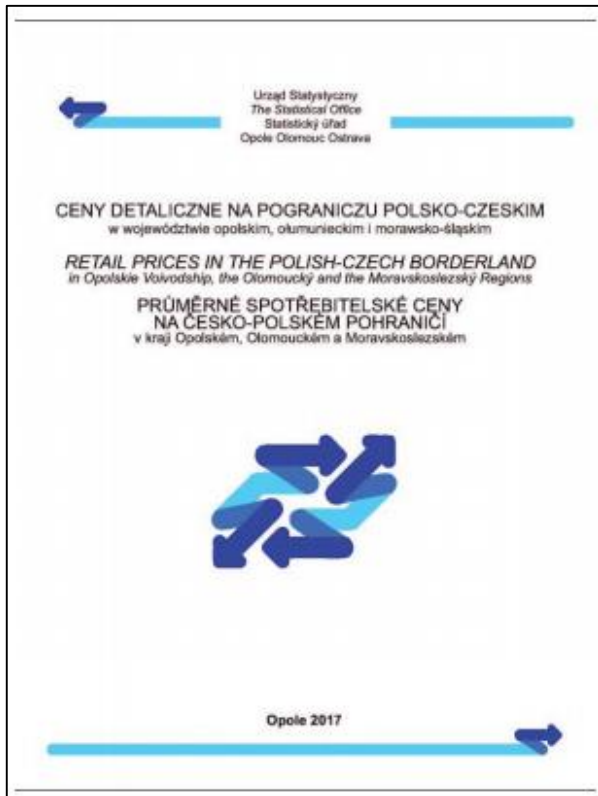 Urząd Statystyczny
The Statistical Office
Statistický úřad
Opole Olomouc Ostrava
CENY DETALICZNE NA POGRANICZU POLSKO-CZESKIM
w województwie opolskim, ołumunieckim i morawsko-śląskim
RETAIL PRICES IN THE POLISH-CZECH BORDERLAND
in Opolskie Voivodship, the Olomoucký and the Moravskoslezský Regions
PRŮMĚRNÉ SPOTŘEBITELSKÉ CENY
NA ČESKO-POLSKÉM POHRANIČÍ
v kraji Opolském, Olomouckém a Moravskoslezském
Opole 2017